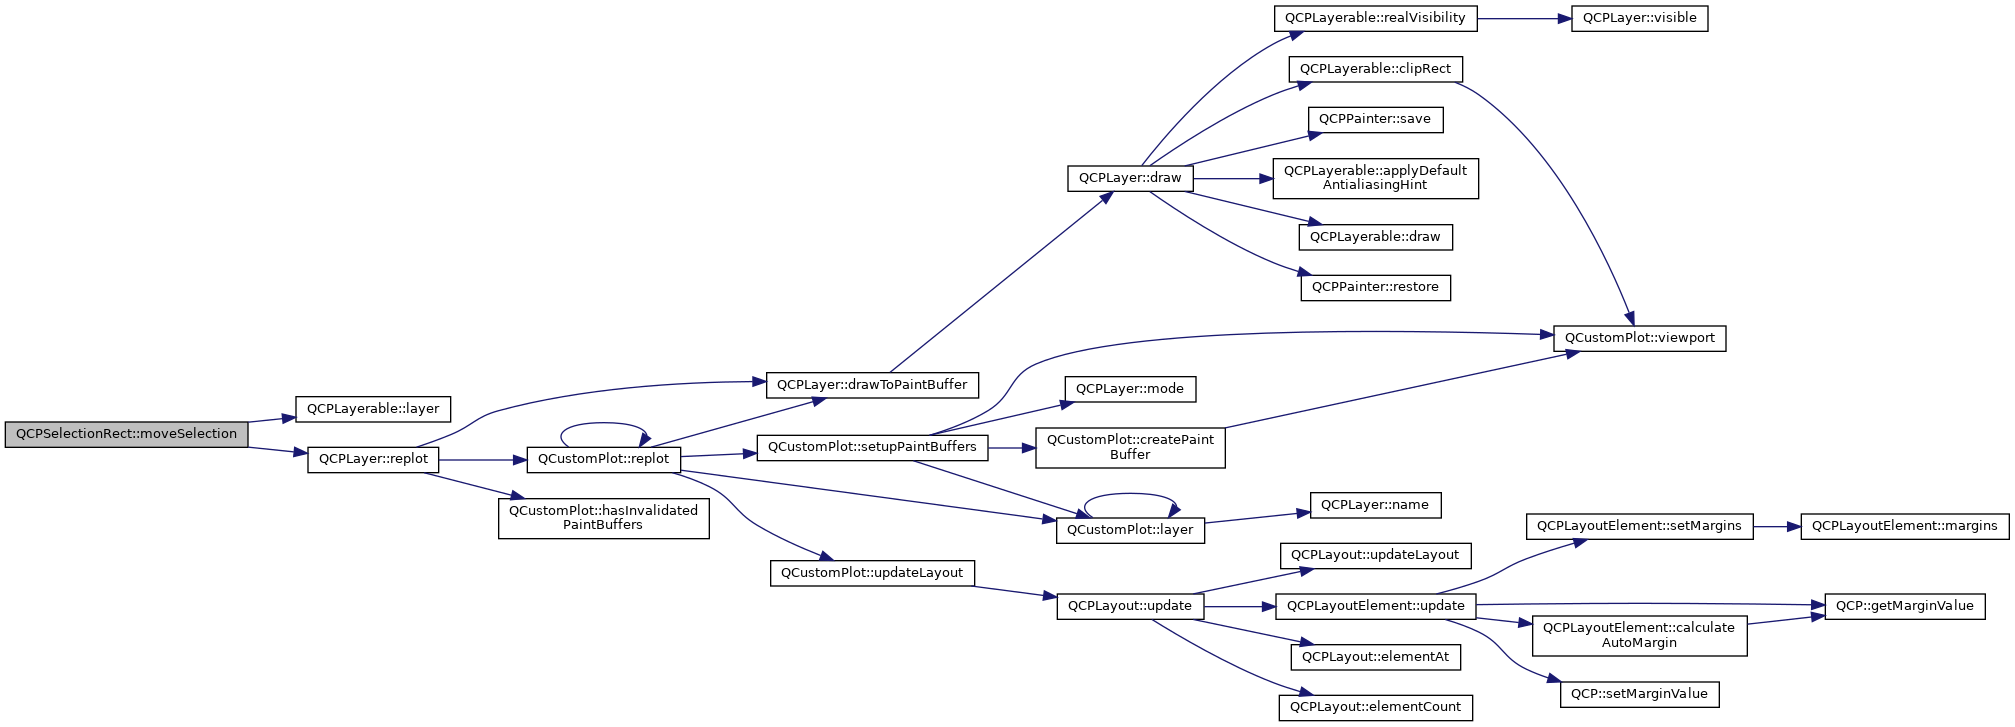 QCPLayerable::realVisibility
QCPLayer::visible
QCPLayerable::clipRect
QCPPainter::save
QCPLayer::draw
QCPLayerable::applyDefault
AntialiasingHint
QCPLayerable::draw
QCPPainter::restore
QCustomPlot::viewport
QCPLayer::drawToPaintBuffer
QCPLayer::mode
QCPLayerable::layer
QCPSelectionRect::moveSelection
QCPLayer::replot
QCustomPlot::replot
QCustomPlot::setupPaintBuffers
QCustomPlot::createPaint
Buffer
QCustomPlot::hasInvalidated
PaintBuffers
QCustomPlot::layer
QCPLayer::name
QCPLayoutElement::setMargins
QCPLayoutElement::margins
QCPLayout::updateLayout
QCustomPlot::updateLayout
QCPLayout::update
QCPLayoutElement::update
QCP::getMarginValue
QCPLayoutElement::calculate
AutoMargin
QCPLayout::elementAt
QCP::setMarginValue
QCPLayout::elementCount